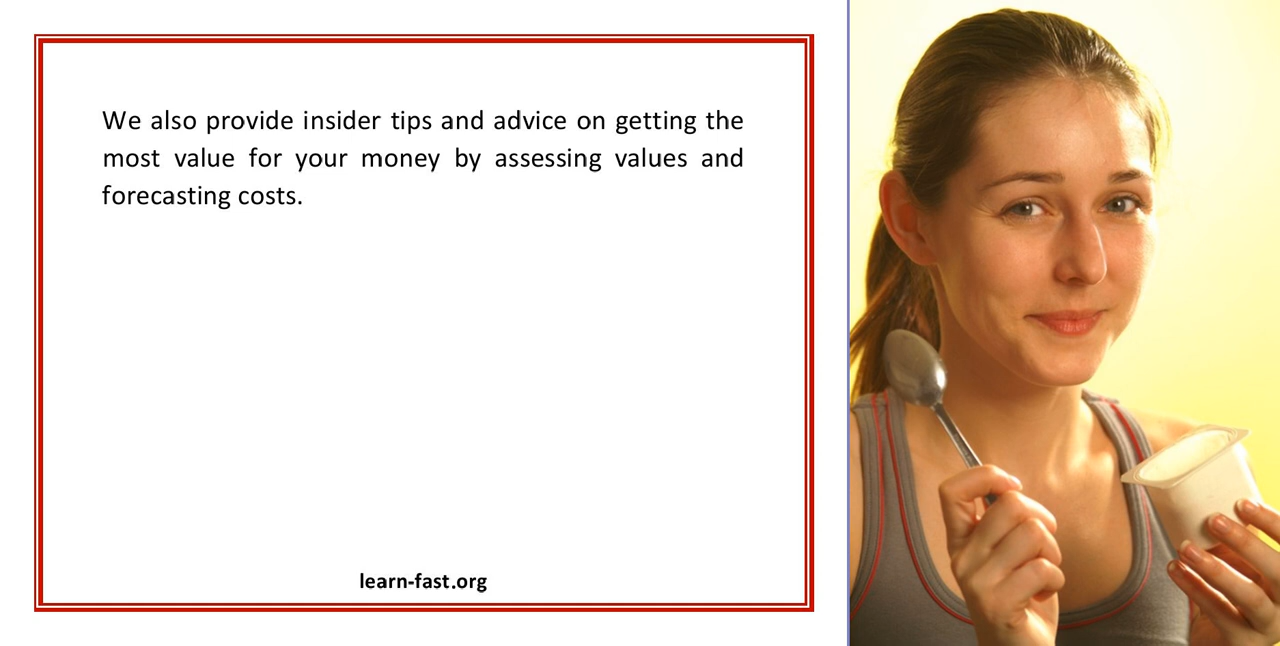 We also provide insider tips and advice on getting the
most value for your money by assessing values and
forecasting costs.
learn-fast.org